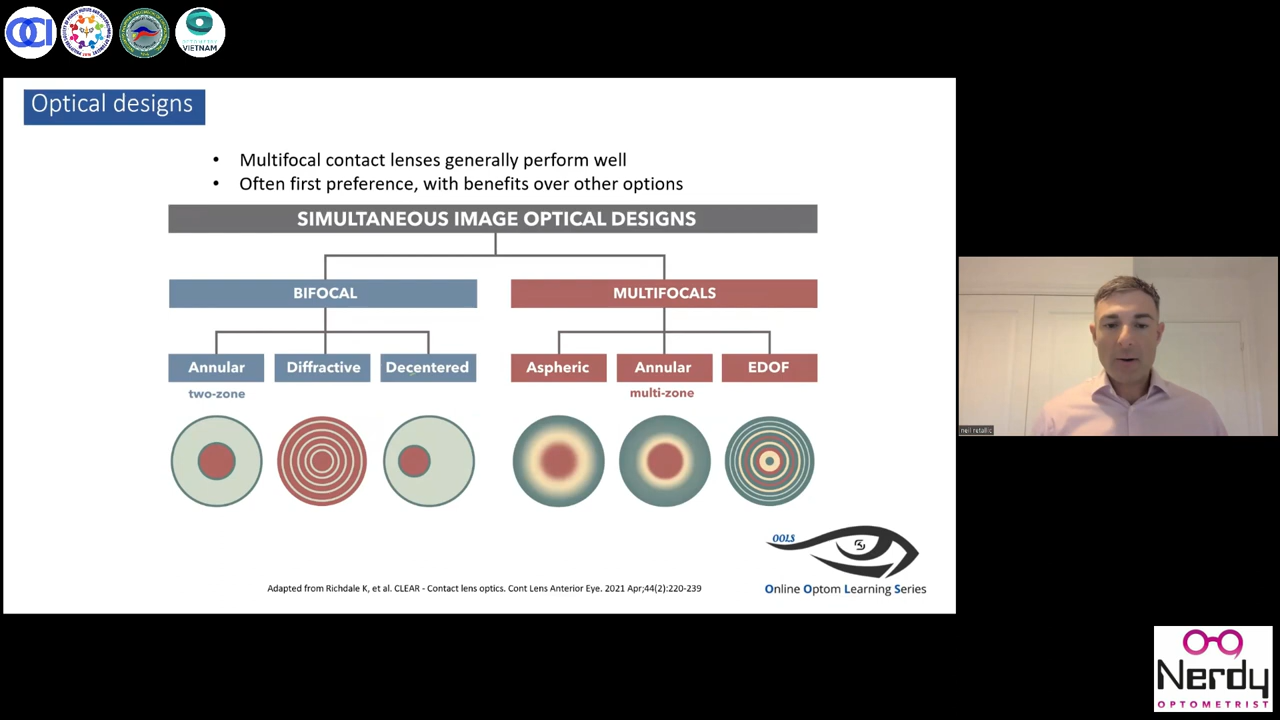 OCI
VIETNAM
Optical designs
• Multifocal contact lenses generally perform well
• Often first preference, with benefits over other options
SIMULTANEOUS IMAGE OPTICAL DESIGNS
BIFOCAL
MULTIFOCALS
Annular
Diffractive
Decentered
Aspheric
Annular
EDOF
two-zone
multi-zone
neil retallic
OOLS
Online Optom Learning Series
Adapted from Richdale K, et al. CLEAR - Contact lens optics. Cont Lens Anterior Eye. 2021 Apr;44(2):220-239
Nerdy
OPTOMETRIST